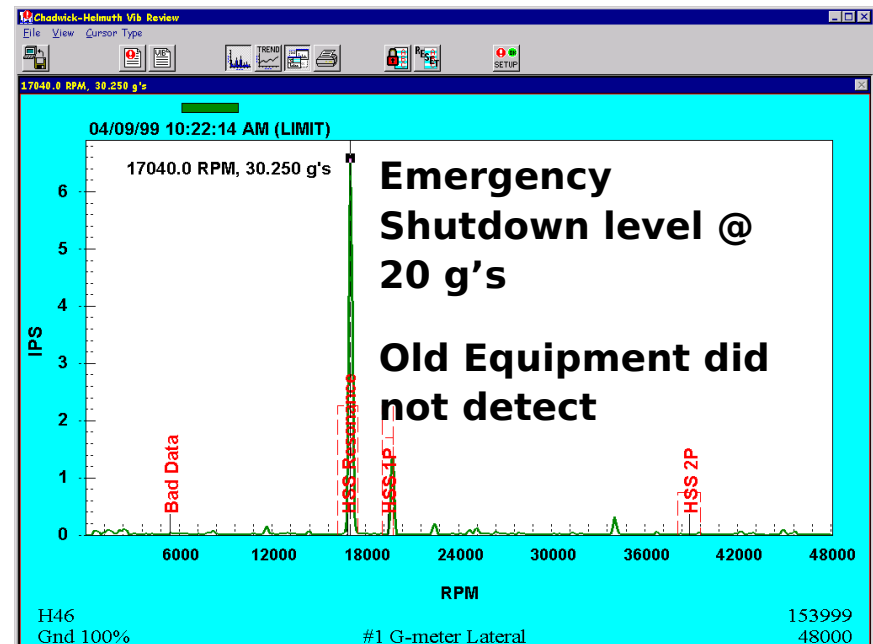 Chadwick-Helmuth Vib Review
File View Cursor Type
VIB
TREND
RESET
SETUP
17040.0 RPM, 30.250 g's
04/09/99 10:22:14 AM (LIMIT)
17040.0 RPM, 30.250 g's
M
Emergency
Shutdown level @
20 g’s
Old Equipment did
not detect
IPS
6
5
4
3
2
1
0
Bad Data
HSS Resonance
HSS 1P
HSS 2P
6000 12000 18000 24000 30000 36000 42000 48000
RPM
H46 153999
Gnd 100% #1 G-meter Lateral 48000